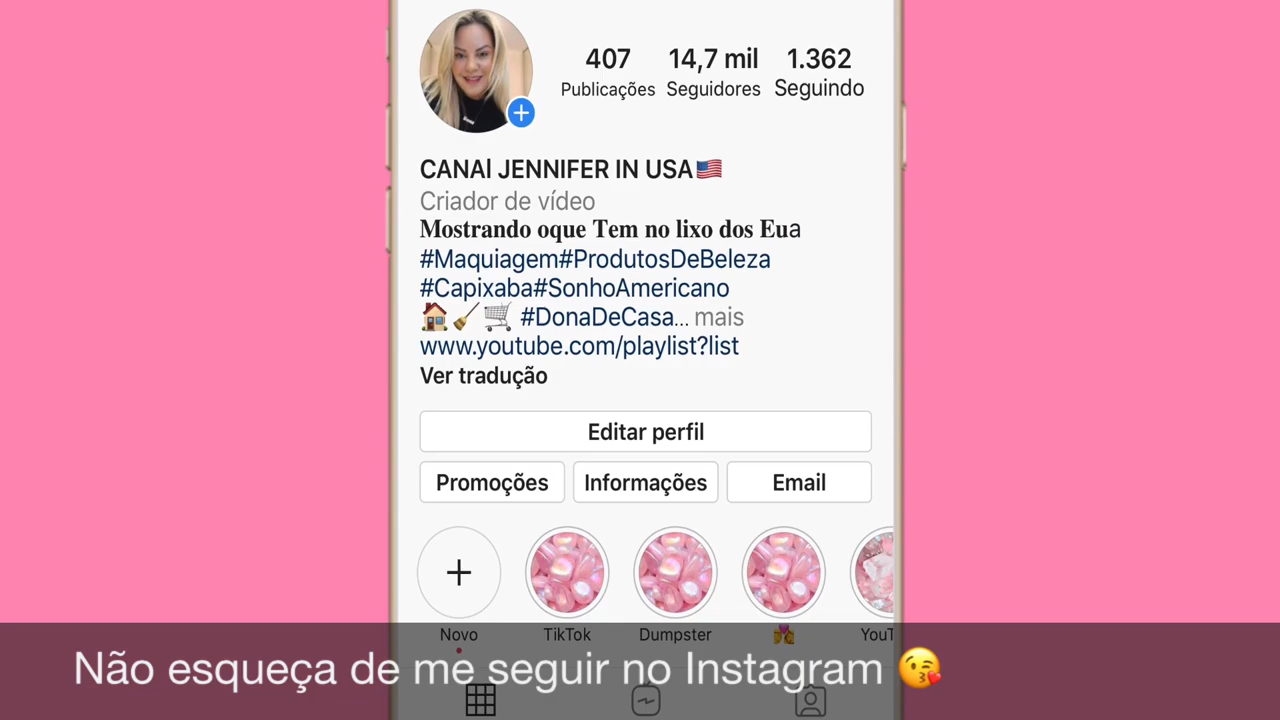 407 14,7 mil 1.362
Publicações Seguidores Seguindo
CANAl JENNIFER IN USA🇺🇸
Criador de vídeo
Mostrando oque Tem no lixo dos Eua
#Maquiagem#ProdutosDeBeleza
#Capixaba#SonhoAmericano
🏠🧹🛒 #DonaDeCasa... mais
www.youtube.com/playlist?list
Ver tradução
Editar perfil
Promoções Informações Email
Novo TikTok Dumpster 💏 YouT
Não esqueça de me seguir no Instagram 😘